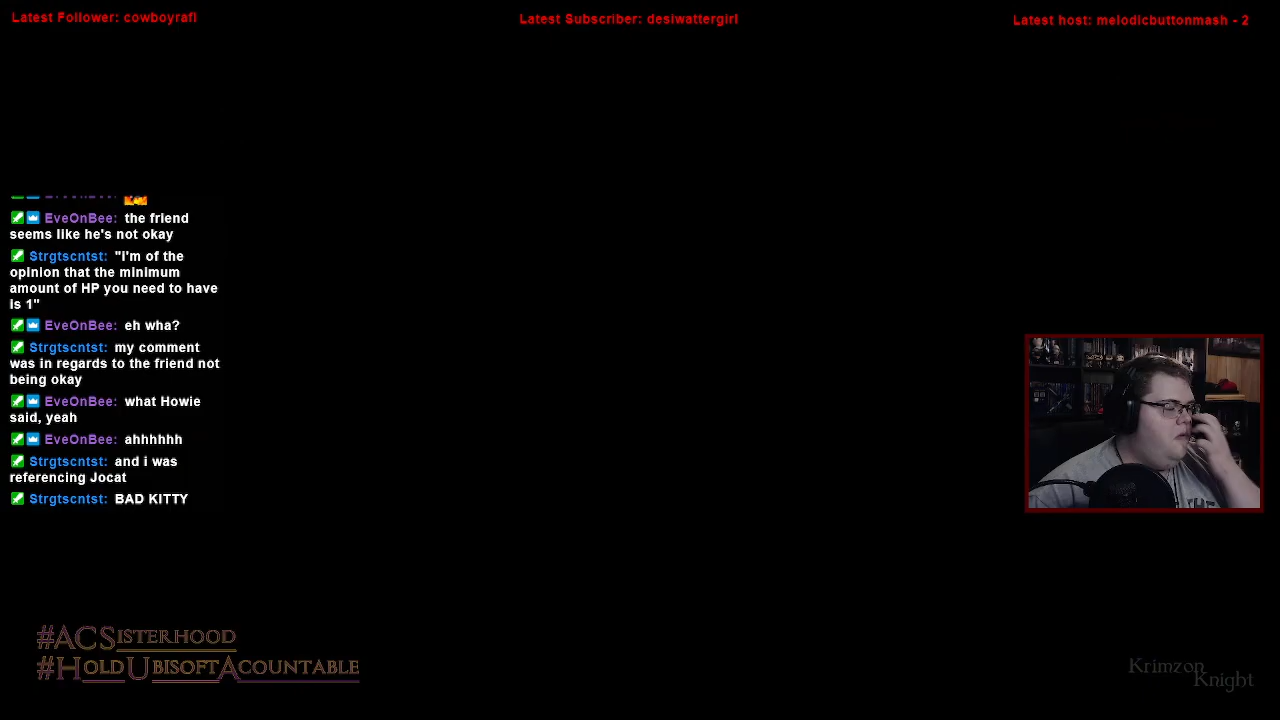 Latest Follower: cowboyrafi
Latest Subscriber: desiwattergirl
Latest host: melodicbuttonmash - 2
EveOnBee: the friend
seems like he's not okay
Strgtscntst: "I'm of the
opinion that the minimum
amount of HP you need to have
is 1"
EveOnBee: eh wha?
Strgtscntst: my comment
was in regards to the friend not
being okay
EveOnBee: what Howie
said, yeah
EveOnBee: ahhhhhh
Strgtscntst: and i was
referencing Jocat
Strgtscntst: BAD KITTY
#ACSISTERHOOD
#HOLDUBISOFTACOUNTABLE
Krimzon
Knight